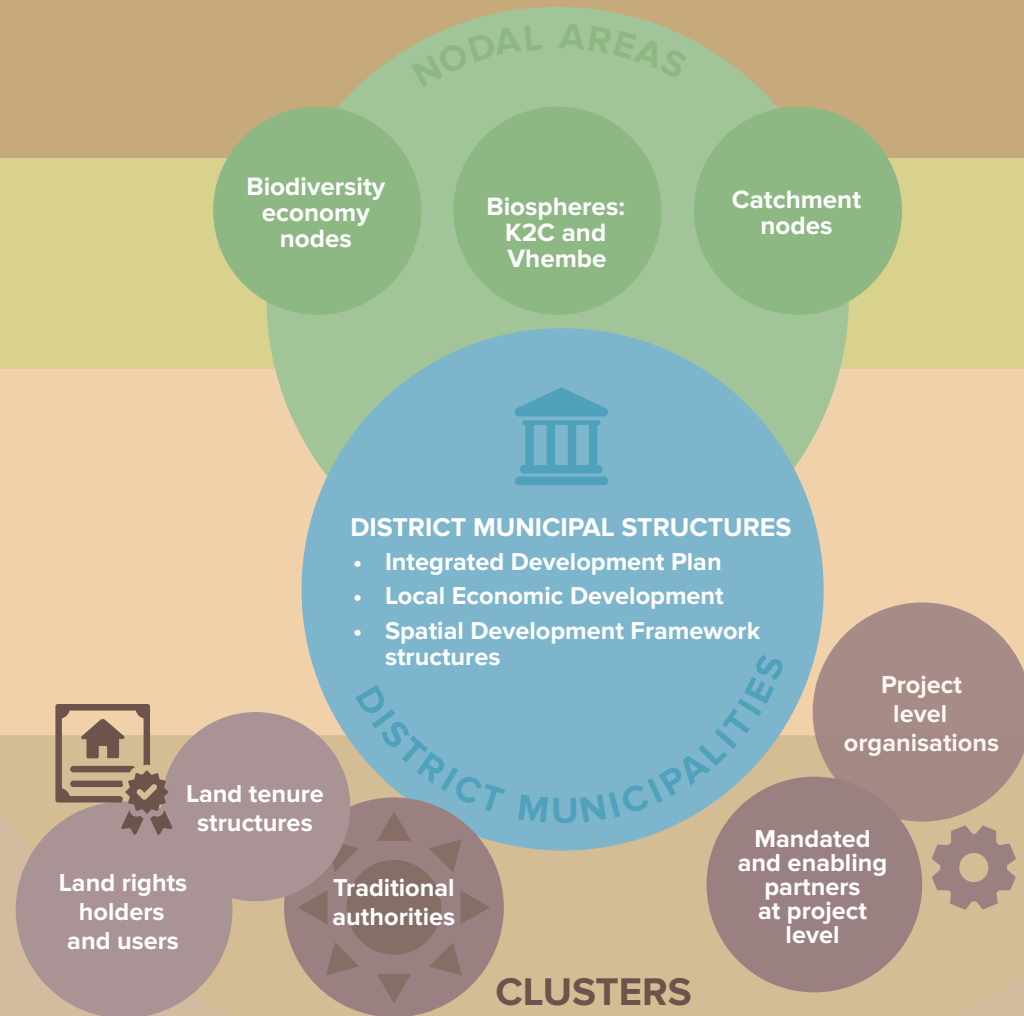 NODAL AREAS
Biodiversity
economy
nodes
Biospheres:
K2C and
Vhembe
Catchment
nodes
DISTRICT MUNICIPAL STRUCTURES
• Integrated Development Plan
• Local Economic Development
• Spatial Development Framework
structures
DISTRICT MUNICIPALITIES
Project
level
organisations
Land tenure
structures
Land rights
holders
and users
Traditional
authorities
Mandated
and enabling
partners
at project
level
CLUSTERS